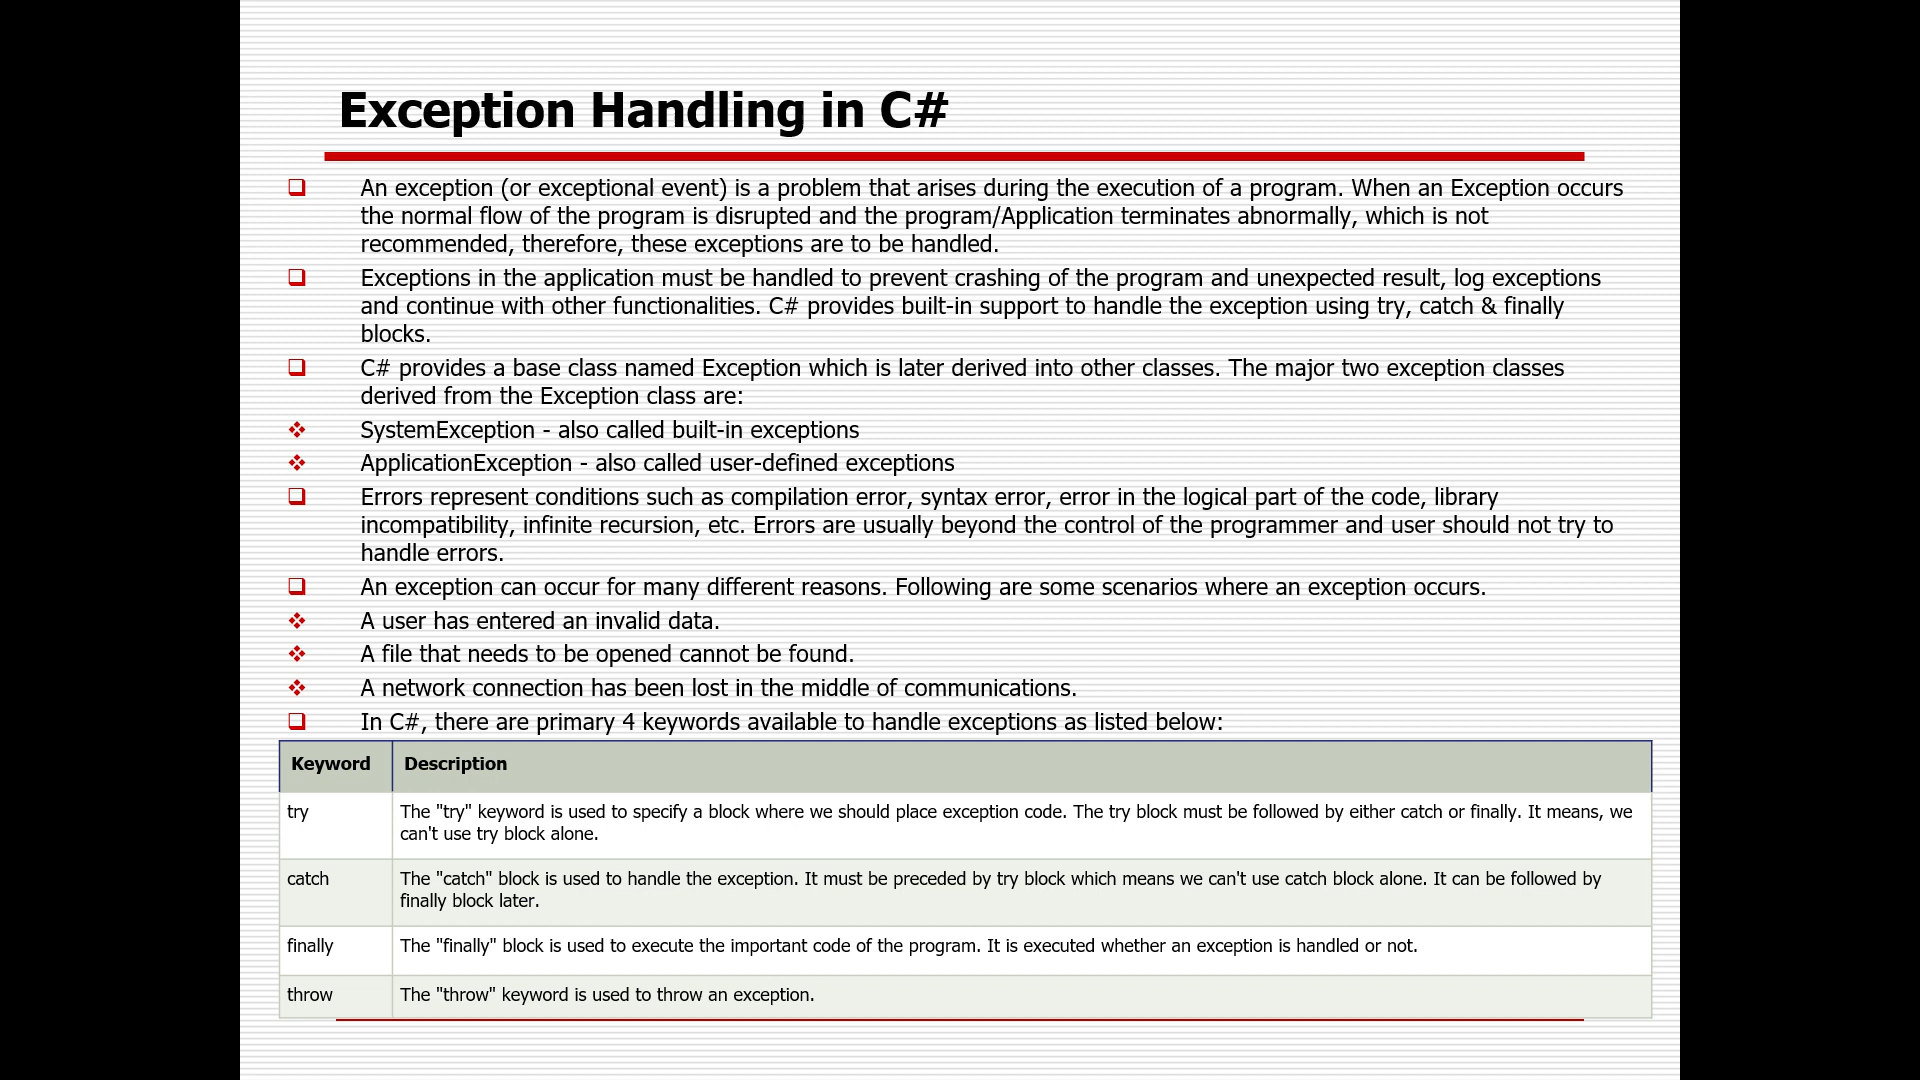 Exception Handling in C#
An exception (or exceptional event) is a problem that arises during the execution of a program. When an Exception occurs
the normal flow of the program is disrupted and the program/Application terminates abnormally, which is not
recommended, therefore, these exceptions are to be handled.
Exceptions in the application must be handled to prevent crashing of the program and unexpected result, log exceptions
and continue with other functionalities. C# provides built-in support to handle the exception using try, catch & finally
blocks.
C# provides a base class named Exception which is later derived into other classes. The major two exception classes
derived from the Exception class are:
SystemException - also called built-in exceptions
ApplicationException - also called user-defined exceptions
Errors represent conditions such as compilation error, syntax error, error in the logical part of the code, library
incompatibility, infinite recursion, etc. Errors are usually beyond the control of the programmer and user should not try to
handle errors.
An exception can occur for many different reasons. Following are some scenarios where an exception occurs.
A user has entered an invalid data.
A file that needs to be opened cannot be found.
A network connection has been lost in the middle of communications.
In C#, there are primary 4 keywords available to handle exceptions as listed below:
Keyword Description
try The "try" keyword is used to specify a block where we should place exception code. The try block must be followed by either catch or finally. It means, we
can't use try block alone.
catch The "catch" block is used to handle the exception. It must be preceded by try block which means we can't use catch block alone. It can be followed by
finally block later.
finally The "finally" block is used to execute the important code of the program. It is executed whether an exception is handled or not.
throw The "throw" keyword is used to throw an exception.